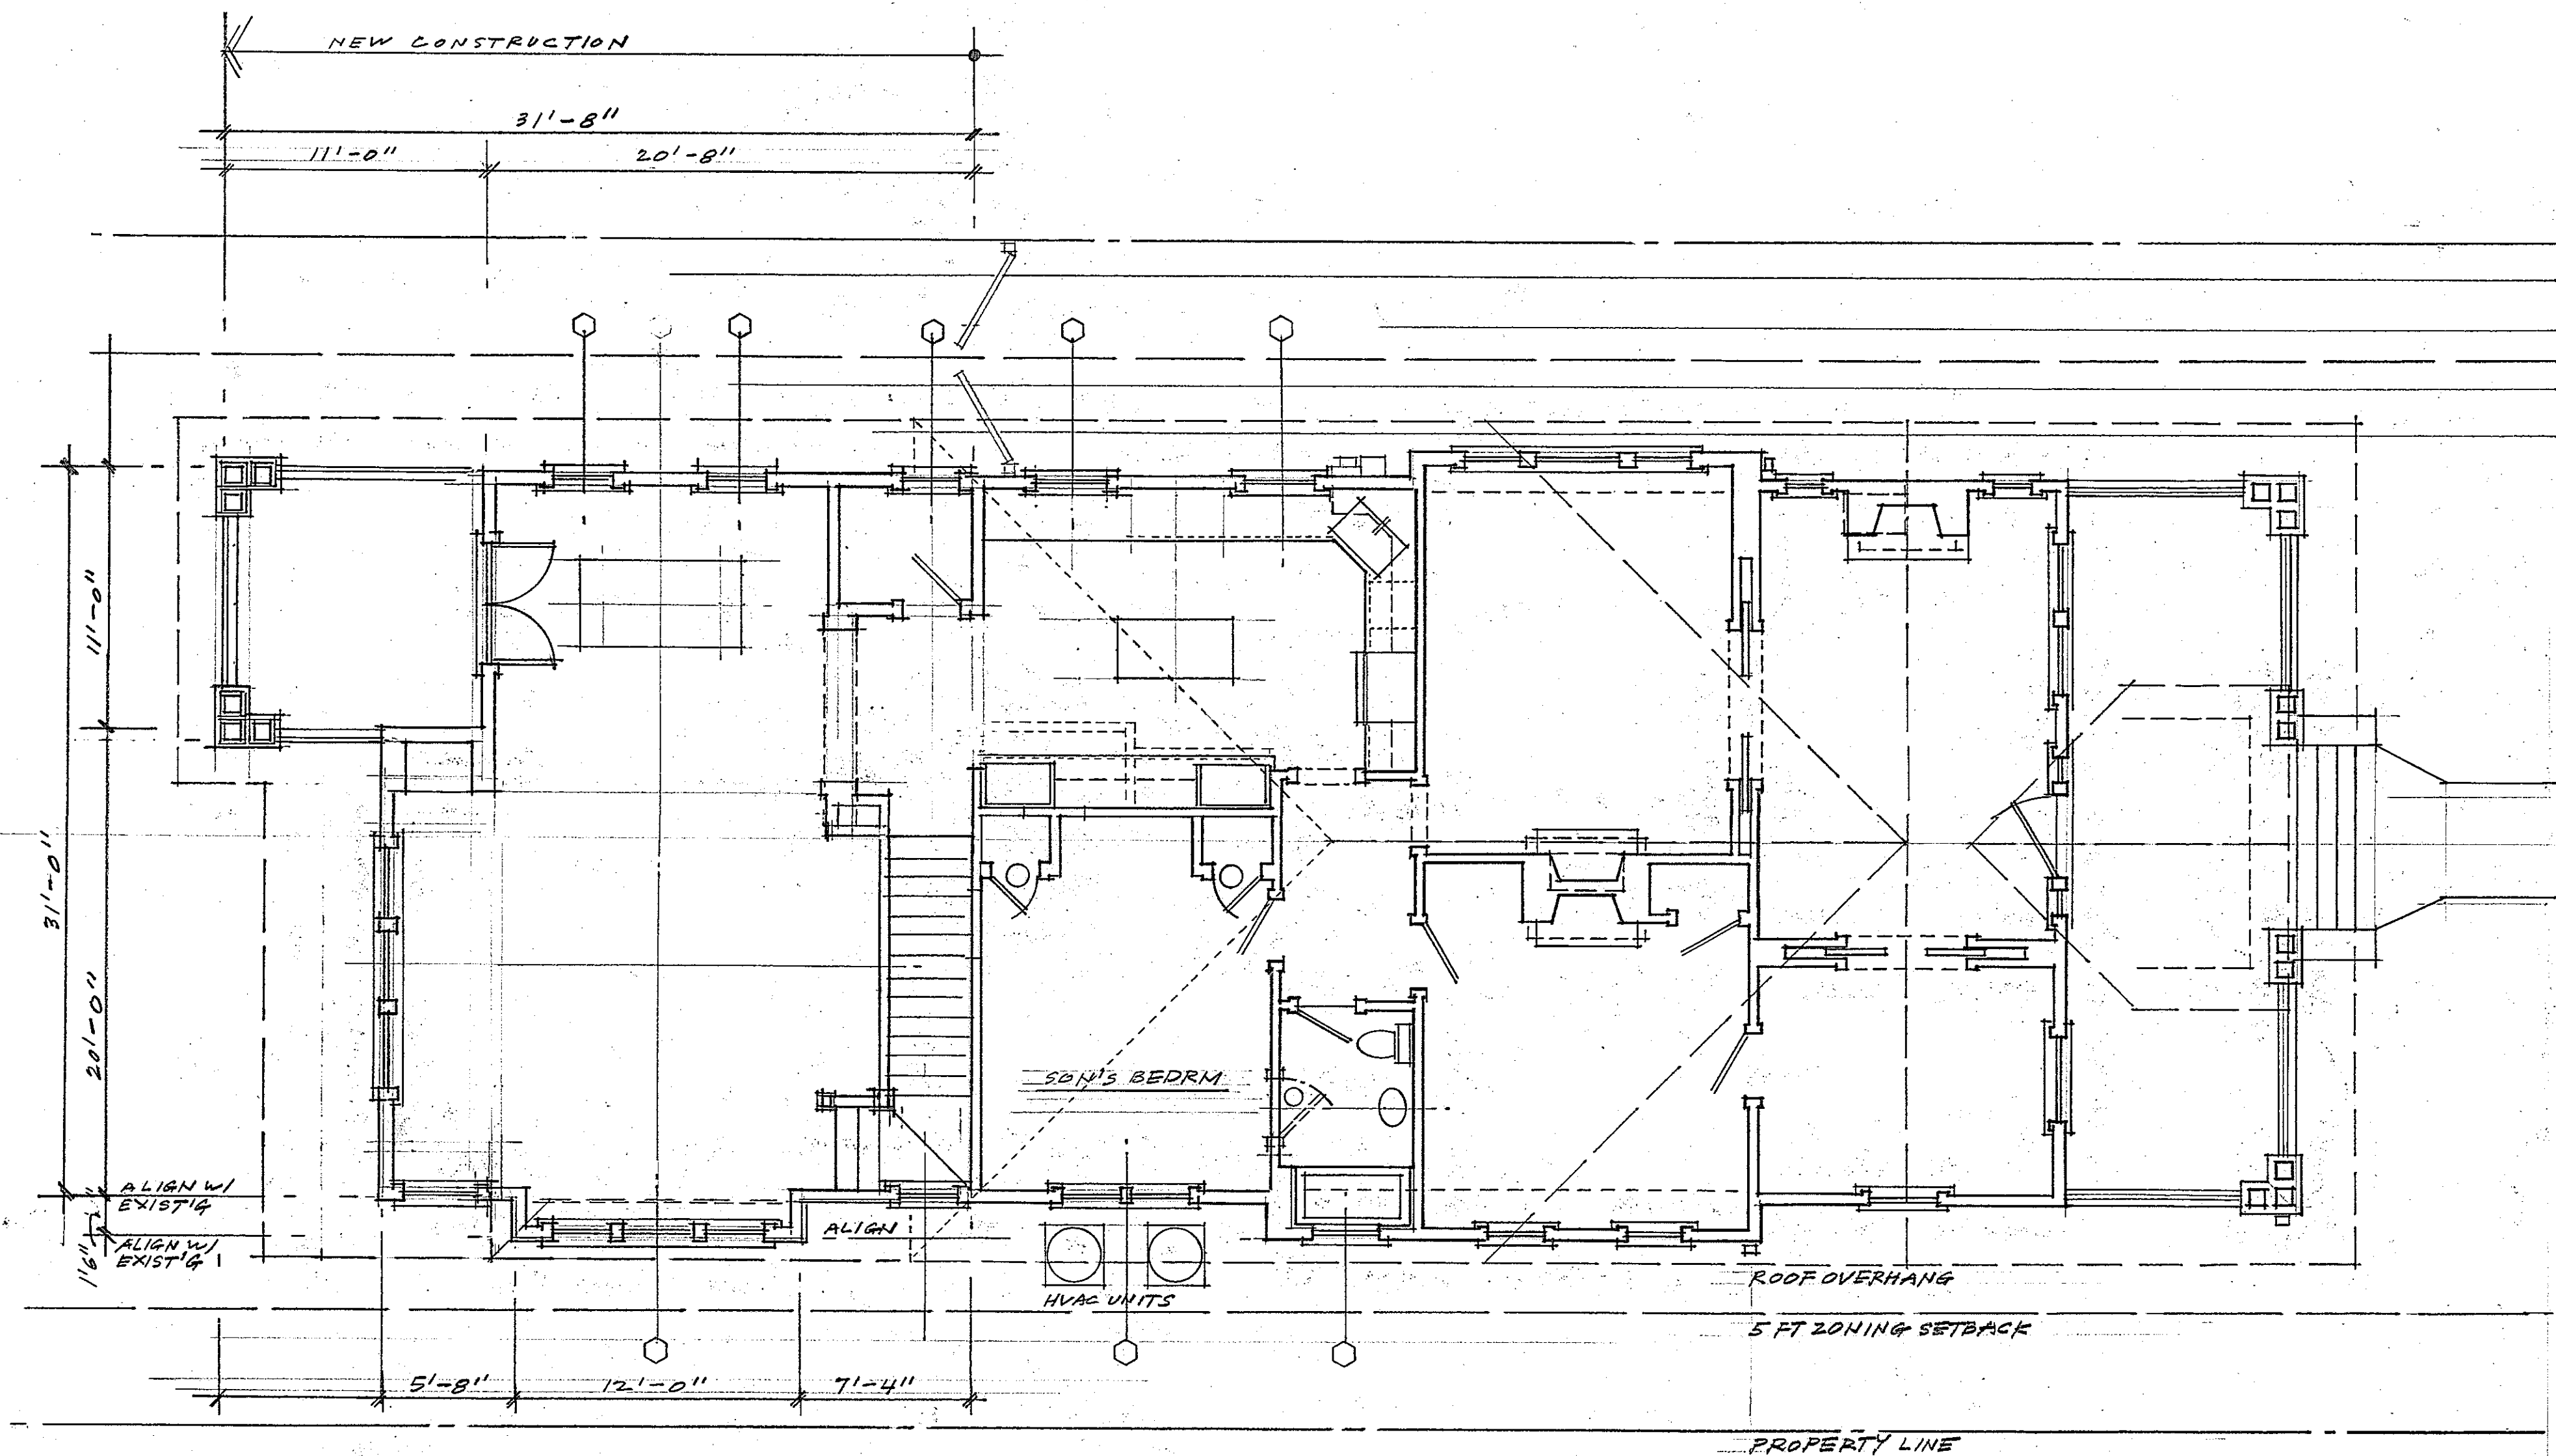 NEW CONSTRUCTION
31'-8"
11'-0"
20'-8"
11'-0"
31'-0"
20'-0"
SON'S BEDRM
ALIGN W/
EXIST'G
ALIGN
ALIGN W/
EXIST'G
1'6"
HVAC UNITS
ROOF OVERHANG
5 FT ZONING SETBACK
5'-8"
12'-0"
7'-4"
PROPERTY LINE